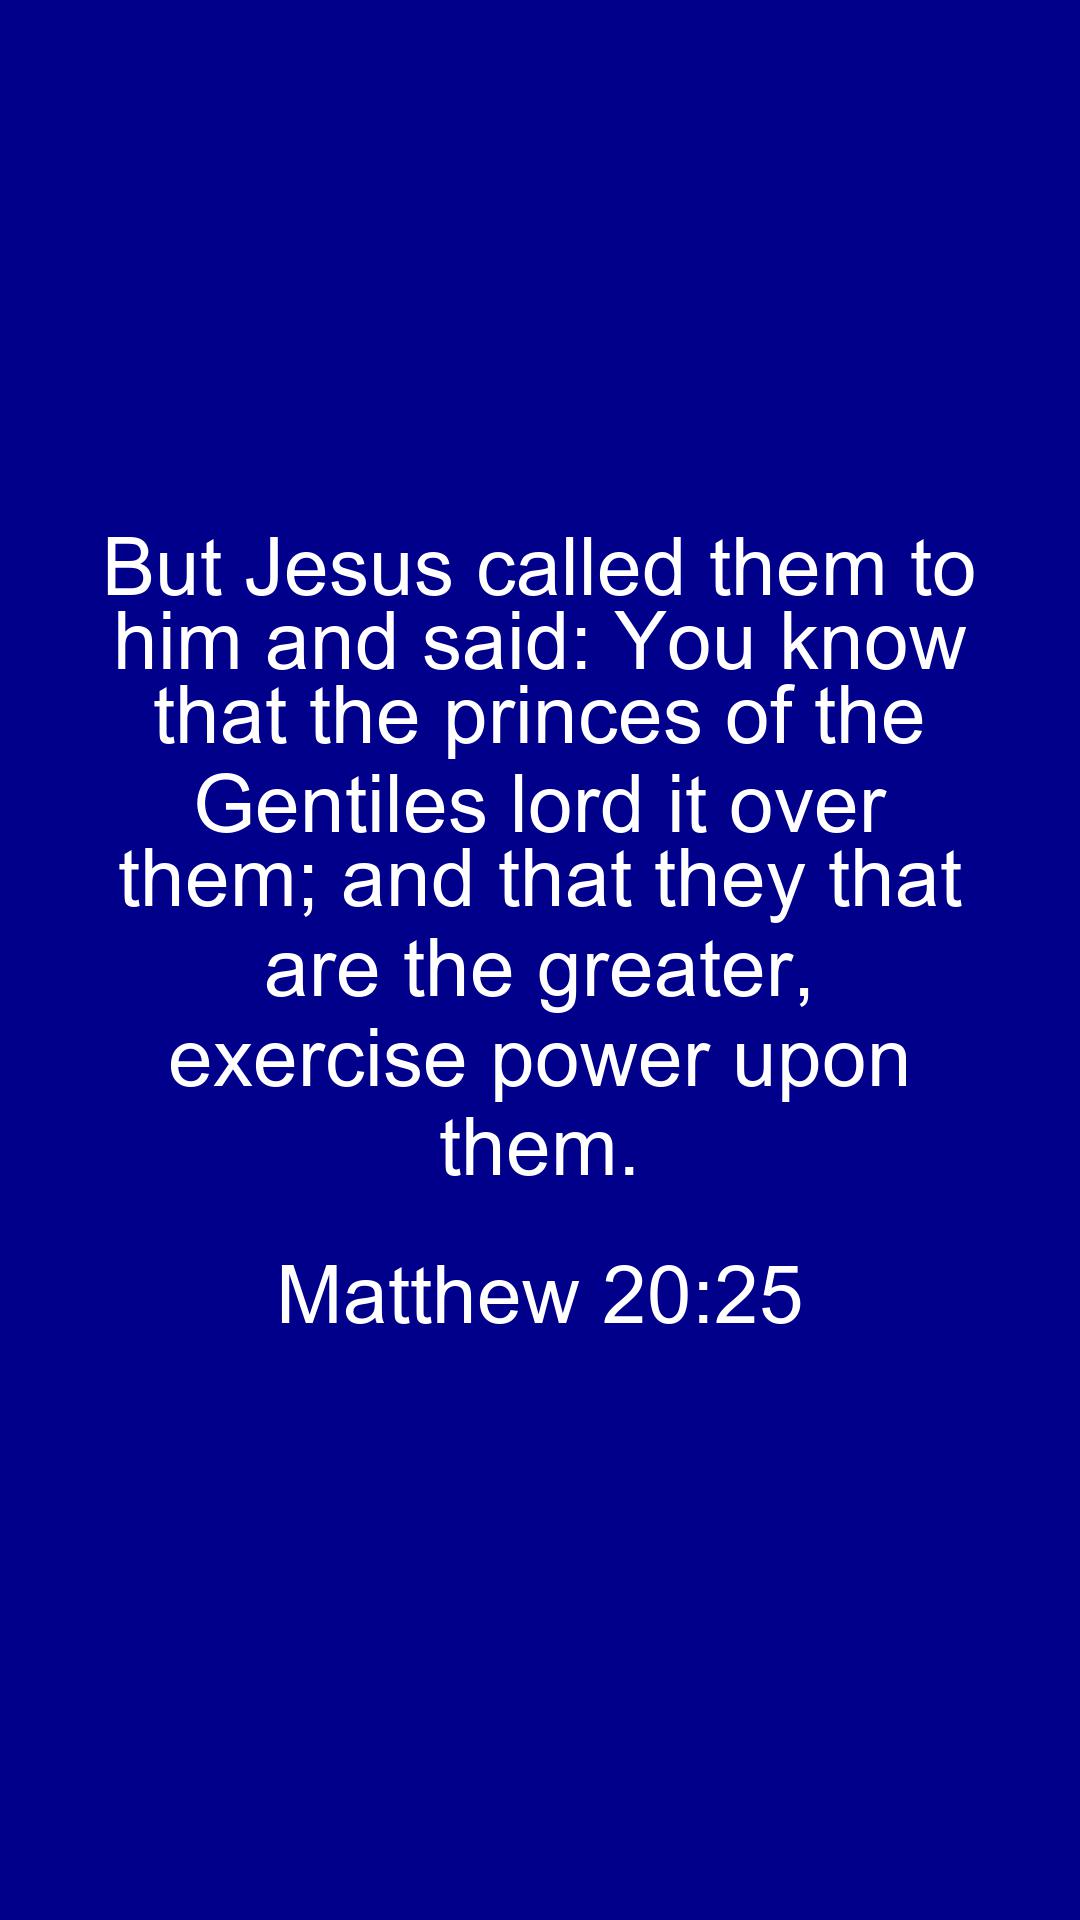 But Jesus called them to
him and said: You know
that the princes of the
Gentiles lord it over
them; and that they that
are the greater,
exercise power upon
them.
Matthew 20:25